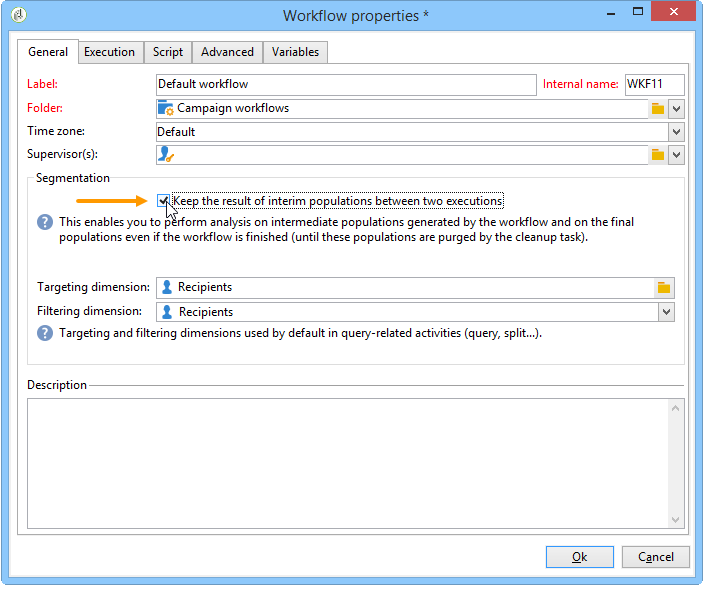 Workflow properties *
General Execution Script Advanced Variables
Label: Default workflow Internal name: WKF11
Folder: Campaign workflows
Time zone: Default
Supervisor(s):
Segmentation
Keep the result of interim populations between two executions
This enables you to perform analysis on intermediate populations generated by the workflow and on the final
populations even if the workflow is finished (until these populations are purged by the cleanup task).
Targeting dimension: Recipients
Filtering dimension: Recipients
Targeting and filtering dimensions used by default in query-related activities (query, split...).
Description
Ok Cancel